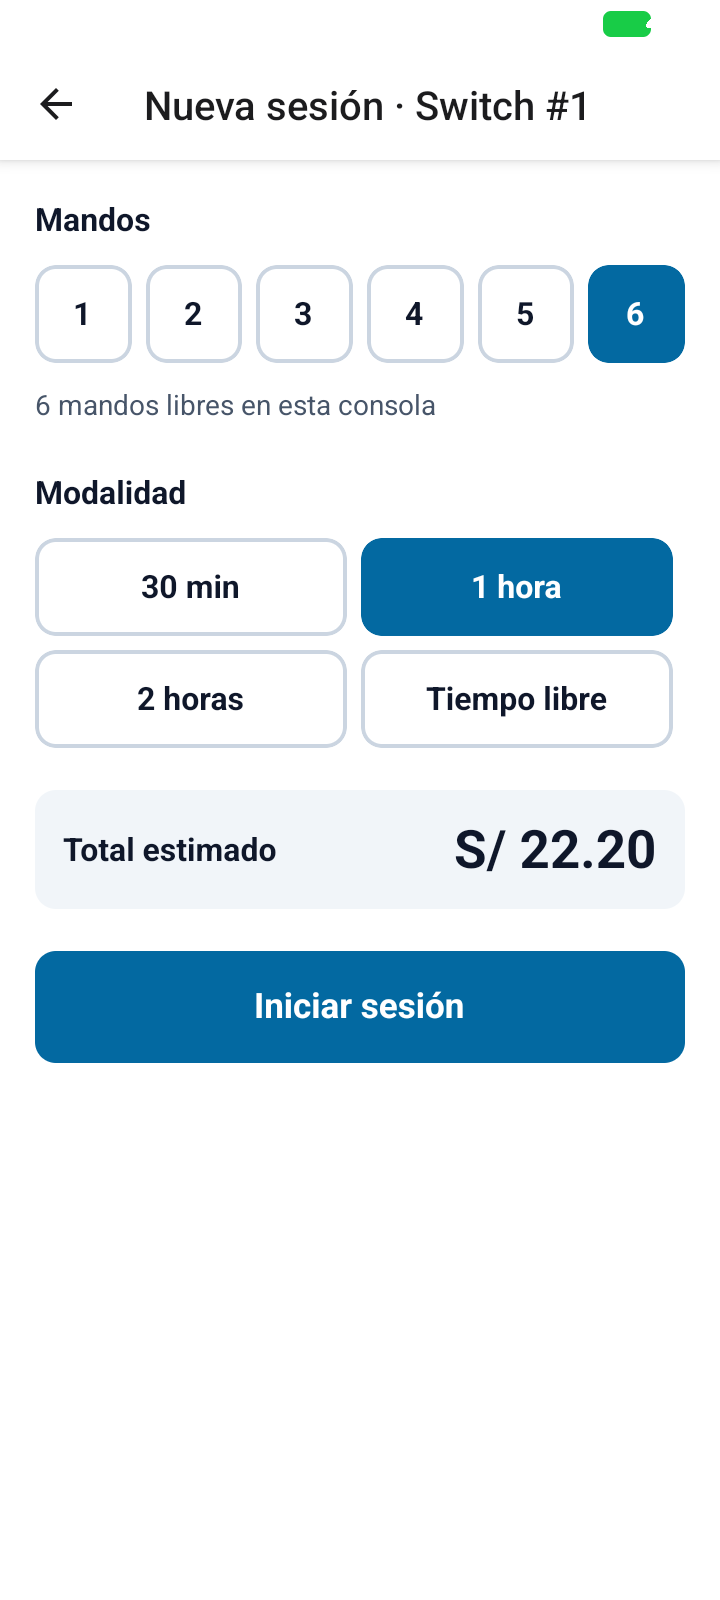 Nueva sesión · Switch #1
Mandos
1 2 3 4 5 6
6 mandos libres en esta consola
Modalidad
30 min 1 hora
2 horas Tiempo libre
Total estimado S/ 22.20
Iniciar sesión